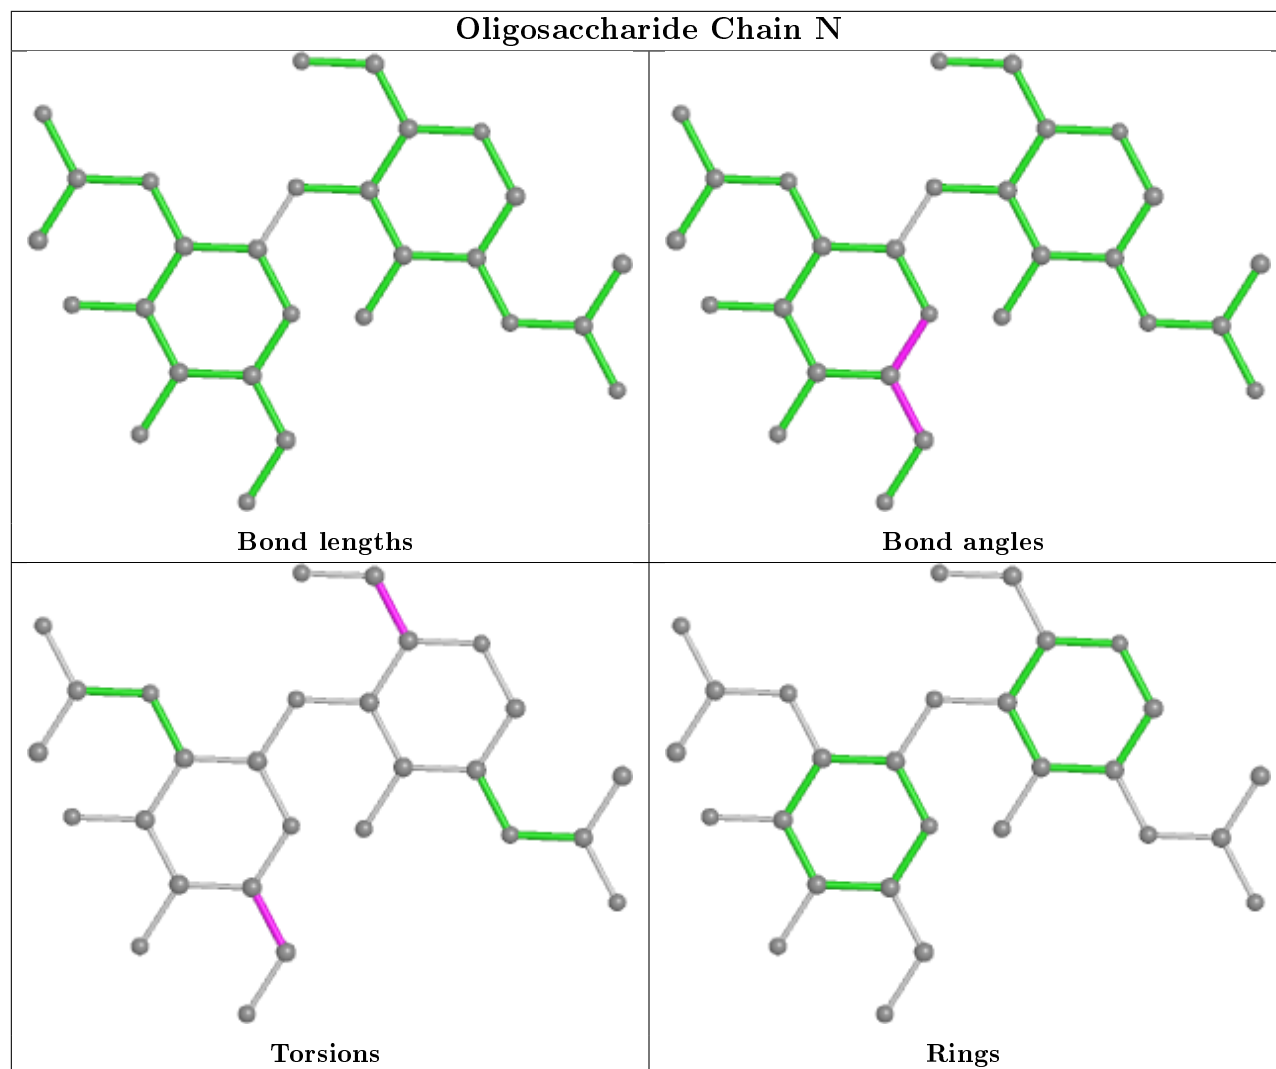 Oligosaccharide Chain N
Bond lengths
Bond angles
Torsions
Rings